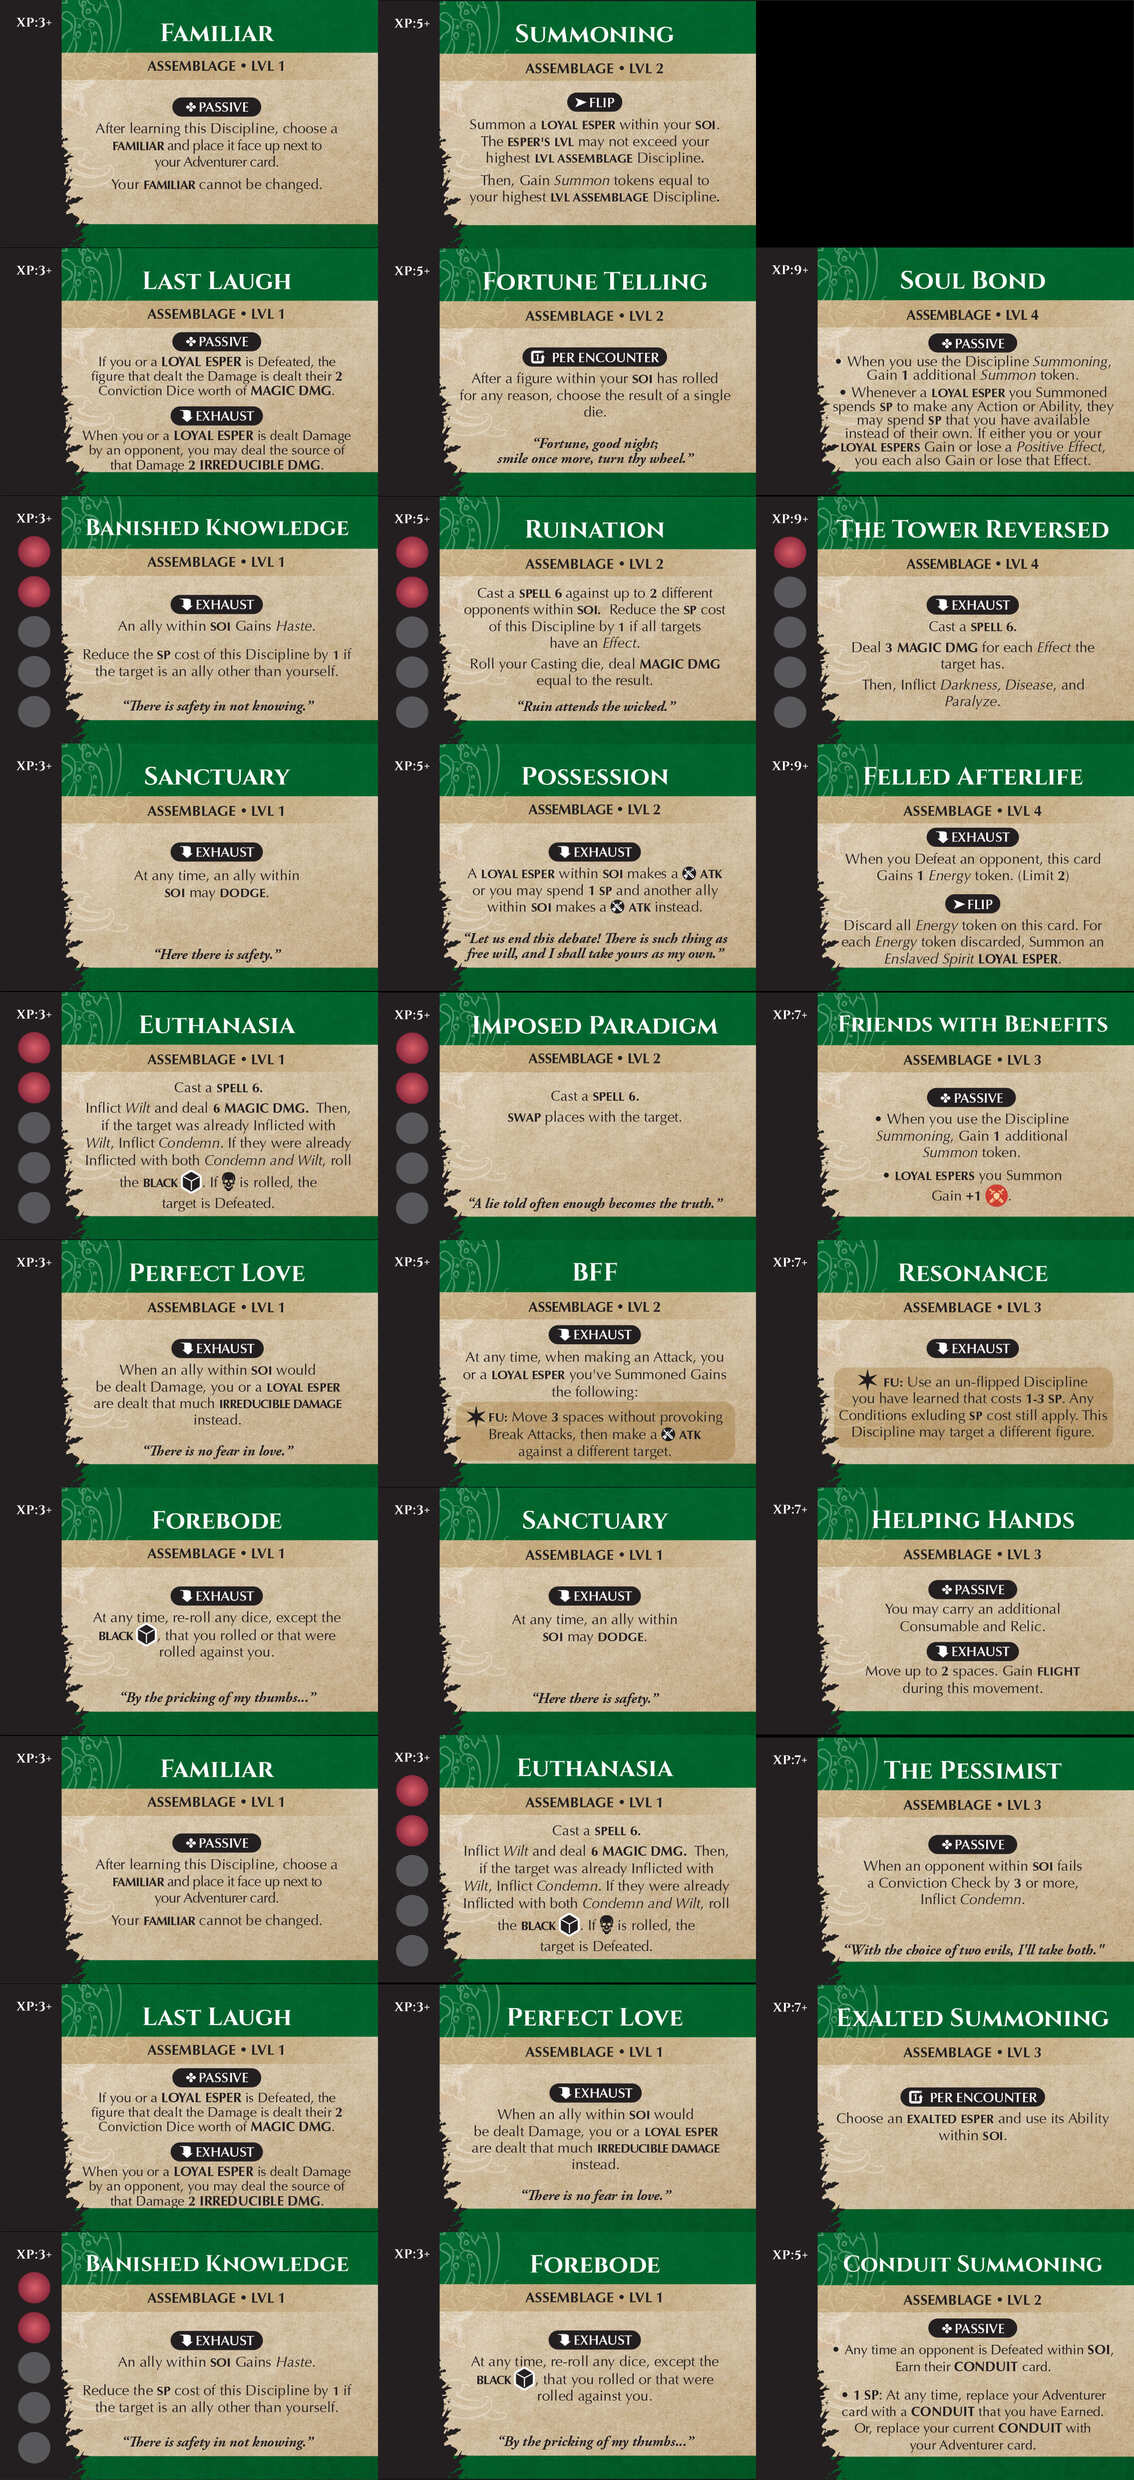 XP:3+
FAMILIAR
ASSEMBLAGE • LVL 1
PASSIVE
After learning this Discipline, choose a
FAMILIAR and place it face up next to
your Adventurer card.
Your FAMILIAR cannot be changed.
XP:5+
SUMMONING
ASSEMBLAGE • LVL 2
FLIP
Summon a LOYAL ESPER within your SOI.
The ESPER'S LVL may not exceed your
highest LVL ASSEMBLAGE Discipline.
Then, Gain Summon tokens equal to
your highest LVL ASSEMBLAGE Discipline.
XP:3+
LAST LAUGH
ASSEMBLAGE • LVL 1
PASSIVE
If you or a LOYAL ESPER is Defeated, the
figure that dealt the Damage is dealt their 2
Conviction Dice worth of MAGIC DMG.
EXHAUST
When you or a LOYAL ESPER is dealt Damage
by an opponent, you may deal the source of
that Damage 2 IRREDUCIBLE DMG.
XP:5+
FORTUNE TELLING
ASSEMBLAGE • LVL 2
PER ENCOUNTER
After a figure within your SOI has rolled
for any reason, choose the result of a single
die.
“Fortune, good night;
smile once more, turn thy wheel.”
XP:9+
SOUL BOND
ASSEMBLAGE • LVL 4
PASSIVE
• When you use the Discipline Summoning,
Gain 1 additional Summon token.
• Whenever a LOYAL ESPER you Summoned
spends SP to make any Action or Ability, they
may spend SP that you have available
instead of their own. If either you or your
LOYAL ESPERS Gain or lose a Positive Effect,
you each also Gain or lose that Effect.
XP:3+
BANISHED KNOWLEDGE
ASSEMBLAGE • LVL 1
EXHAUST
An ally within SOI Gains Haste.
Reduce the SP cost of this Discipline by 1 if
the target is an ally other than yourself.
“There is safety in not knowing.”
XP:5+
RUINATION
ASSEMBLAGE • LVL 2
Cast a SPELL 6 against up to 2 different
opponents within SOI. Reduce the SP cost
of this Discipline by 1 if all targets
have an Effect.
Roll your Casting die, deal MAGIC DMG
equal to the result.
“Ruin attends the wicked.”
XP:9+
THE TOWER REVERSED
ASSEMBLAGE • LVL 4
EXHAUST
Cast a SPELL 6.
Deal 3 MAGIC DMG for each Effect the
target has.
Then, Inflict Darkness, Disease, and
Paralyze.
XP:3+
SANCTUARY
ASSEMBLAGE • LVL 1
EXHAUST
At any time, an ally within
SOI may DODGE.
“Here there is safety.”
XP:5+
POSSESSION
ASSEMBLAGE • LVL 2
EXHAUST
A LOYAL ESPER within SOI makes a ATK
or you may spend 1 SP and another ally
within SOI makes a ATK instead.
“Let us end this debate! There is such thing as
free will, and I shall take yours as my own.”
XP:9+
FELLED AFTERLIFE
ASSEMBLAGE • LVL 4
EXHAUST
When you Defeat an opponent, this card
Gains 1 Energy token. (Limit 2)
FLIP
Discard all Energy token on this card. For
each Energy token discarded, Summon an
Enslaved Spirit LOYAL ESPER.
XP:3+
EUTHANASIA
ASSEMBLAGE • LVL 1
Cast a SPELL 6.
Inflict Wilt and deal 6 MAGIC DMG. Then,
if the target was already Inflicted with
Wilt, Inflict Condemn. If they were already
Inflicted with both Condemn and Wilt, roll
the BLACK . If is rolled, the
target is Defeated.
XP:5+
IMPOSED PARADIGM
ASSEMBLAGE • LVL 2
Cast a SPELL 6.
SWAP places with the target.
“A lie told often enough becomes the truth.”
XP:7+
FRIENDS WITH BENEFITS
ASSEMBLAGE • LVL 3
PASSIVE
• When you use the Discipline
Summoning, Gain 1 additional
Summon token.
• LOYAL ESPERS you Summon
Gain +1 .
XP:3+
PERFECT LOVE
ASSEMBLAGE • LVL 1
EXHAUST
When an ally within SOI would
be dealt Damage, you or a LOYAL ESPER
are dealt that much IRREDUCIBLE DAMAGE
instead.
“There is no fear in love.”
XP:5+
BFF
ASSEMBLAGE • LVL 2
EXHAUST
At any time, when making an Attack, you
or a LOYAL ESPER you've Summoned Gains
the following:
FU: Move 3 spaces without provoking
Break Attacks, then make a ATK
against a different target.
XP:7+
RESONANCE
ASSEMBLAGE • LVL 3
EXHAUST
FU: Use an un-flipped Discipline
you have learned that costs 1-3 SP. Any
Conditions exluding SP cost still apply. This
Discipline may target a different figure.
XP:3+
FOREBODE
ASSEMBLAGE • LVL 1
EXHAUST
At any time, re-roll any dice, except the
BLACK , that you rolled or that were
rolled against you.
“By the pricking of my thumbs...”
XP:3+
SANCTUARY
ASSEMBLAGE • LVL 1
EXHAUST
At any time, an ally within
SOI may DODGE.
“Here there is safety.”
XP:7+
HELPING HANDS
ASSEMBLAGE • LVL 3
PASSIVE
You may carry an additional
Consumable and Relic.
EXHAUST
Move up to 2 spaces. Gain FLIGHT
during this movement.
XP:3+
FAMILIAR
ASSEMBLAGE • LVL 1
PASSIVE
After learning this Discipline, choose a
FAMILIAR and place it face up next to
your Adventurer card.
Your FAMILIAR cannot be changed.
XP:3+
EUTHANASIA
ASSEMBLAGE • LVL 1
Cast a SPELL 6.
Inflict Wilt and deal 6 MAGIC DMG. Then,
if the target was already Inflicted with
Wilt, Inflict Condemn. If they were already
Inflicted with both Condemn and Wilt, roll
the BLACK . If is rolled, the
target is Defeated.
XP:7+
THE PESSIMIST
ASSEMBLAGE • LVL 3
PASSIVE
When an opponent within SOI fails
a Conviction Check by 3 or more,
Inflict Condemn.
“With the choice of two evils, I'll take both."
XP:3+
LAST LAUGH
ASSEMBLAGE • LVL 1
PASSIVE
If you or a LOYAL ESPER is Defeated, the
figure that dealt the Damage is dealt their 2
Conviction Dice worth of MAGIC DMG.
EXHAUST
When you or a LOYAL ESPER is dealt Damage
by an opponent, you may deal the source of
that Damage 2 IRREDUCIBLE DMG.
XP:3+
PERFECT LOVE
ASSEMBLAGE • LVL 1
EXHAUST
When an ally within SOI would
be dealt Damage, you or a LOYAL ESPER
are dealt that much IRREDUCIBLE DAMAGE
instead.
“There is no fear in love.”
XP:7+
EXALTED SUMMONING
ASSEMBLAGE • LVL 3
PER ENCOUNTER
Choose an EXALTED ESPER and use its Ability
within SOI.
XP:3+
BANISHED KNOWLEDGE
ASSEMBLAGE • LVL 1
EXHAUST
An ally within SOI Gains Haste.
Reduce the SP cost of this Discipline by 1 if
the target is an ally other than yourself.
“There is safety in not knowing.”
XP:3+
FOREBODE
ASSEMBLAGE • LVL 1
EXHAUST
At any time, re-roll any dice, except the
BLACK , that you rolled or that were
rolled against you.
“By the pricking of my thumbs...”
XP:5+
CONDUIT SUMMONING
ASSEMBLAGE • LVL 2
PASSIVE
• Any time an opponent is Defeated within SOI,
Earn their CONDUIT card.
• 1 SP: At any time, replace your Adventurer
card with a CONDUIT that you have Earned.
Or, replace your current CONDUIT with
your Adventurer card.